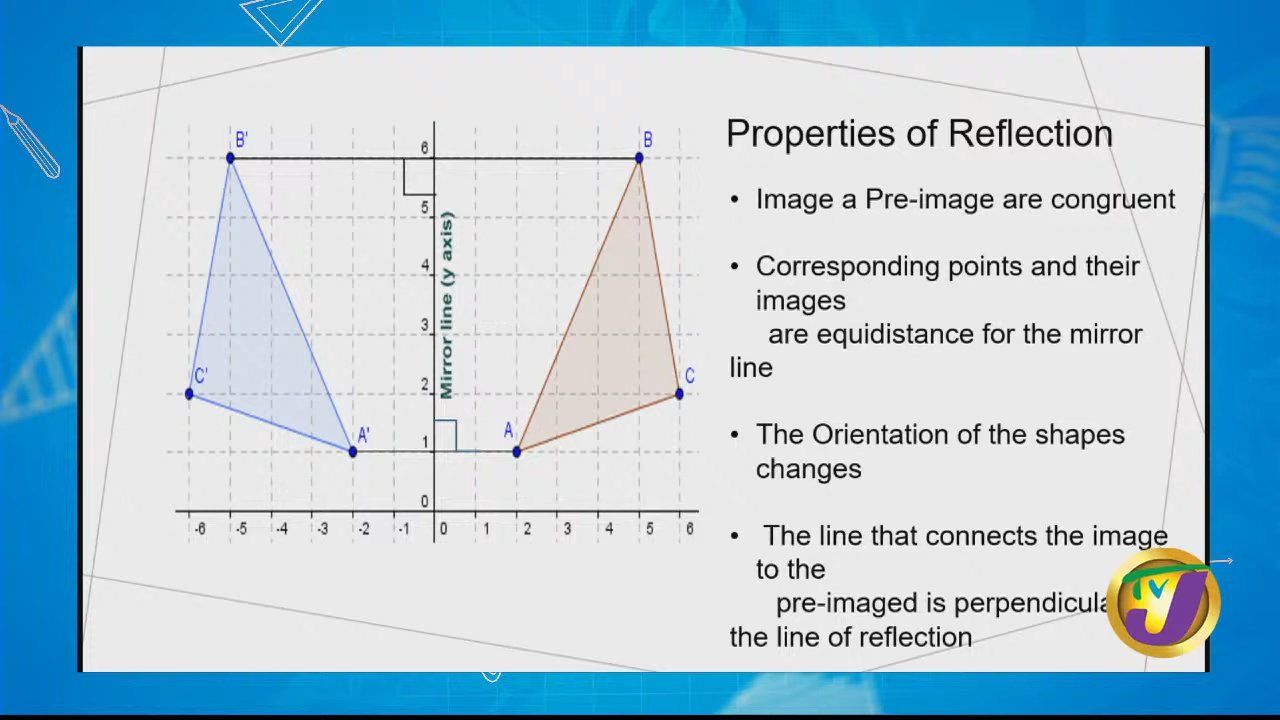 Properties of Reflection
• Image a Pre-image are congruent
• Corresponding points and their
images
are equidistance for the mirror
line
• The Orientation of the shapes
changes
• The line that connects the image
to the
pre-imaged is perpendicula
the line of reflection
B'
B
C'
C
A'
A
Mirror line (y axis)
6
5
4
3
2
1
0
-6 -5 -4 -3 -2 -1 0 1 2 3 4 5 6
TVJ